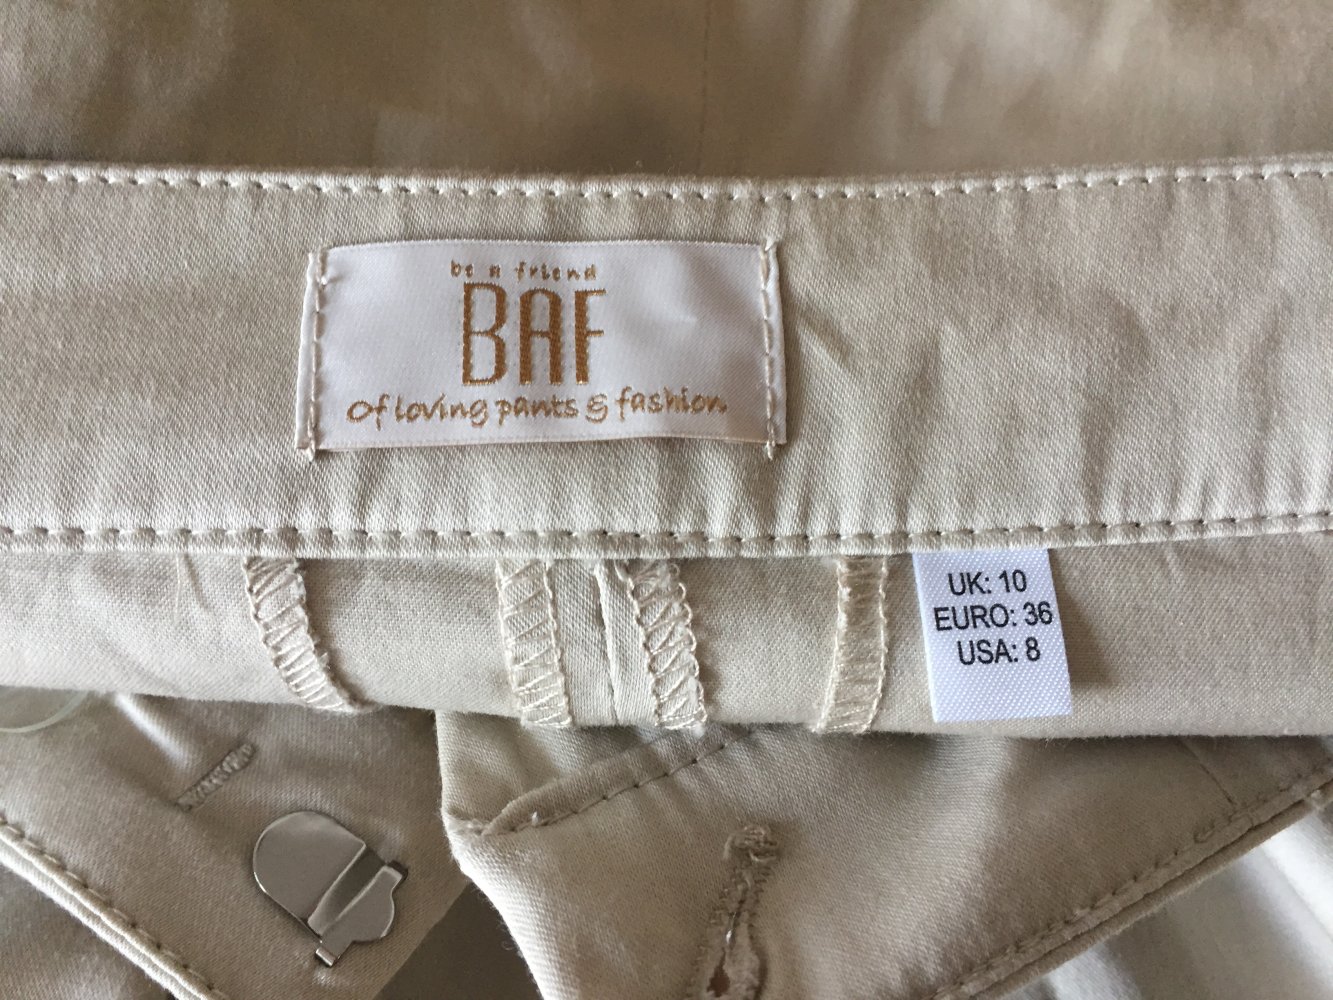 be a friend
BAF
Of loving pants & fashion
UK: 10
EURO: 36
USA: 8